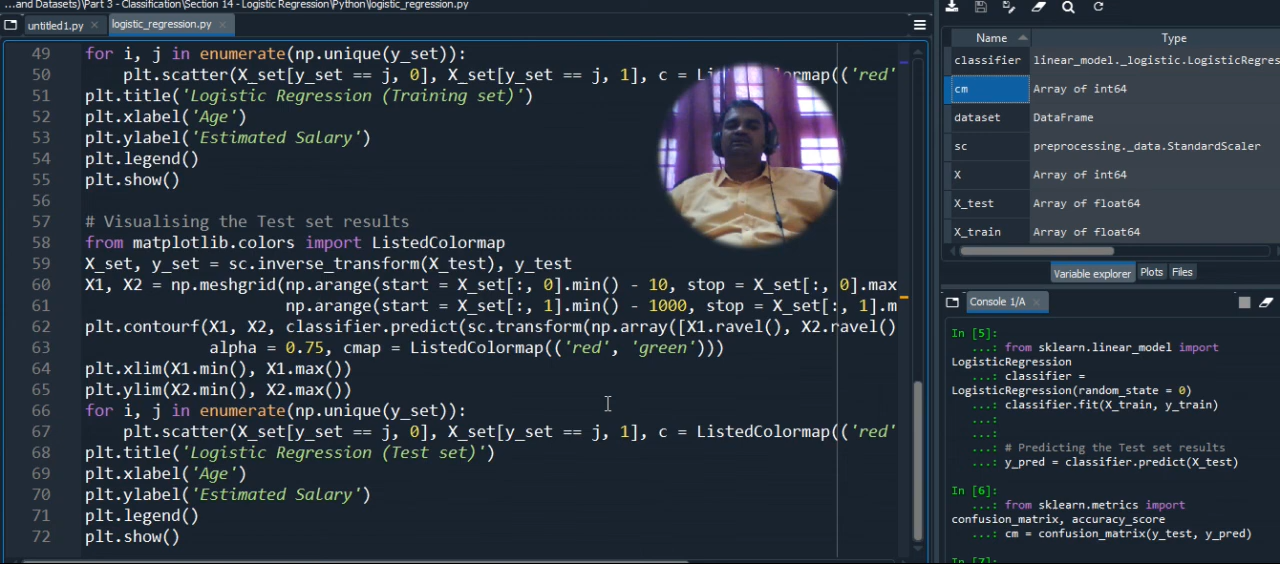 ...and Datasets)\Part 3 - Classification\Section 14 - Logistic Regression\Python\logistic_regression.py
untitled1.py
logistic_regression.py
49 for i, j in enumerate(np.unique(y_set)):
50 plt.scatter(X_set[y_set == j, 0], X_set[y_set == j, 1], c = ListedColormap(('red'
51 plt.title('Logistic Regression (Training set)')
52 plt.xlabel('Age')
53 plt.ylabel('Estimated Salary')
54 plt.legend()
55 plt.show()
56
57 # Visualising the Test set results
58 from matplotlib.colors import ListedColormap
59 X_set, y_set = sc.inverse_transform(X_test), y_test
60 X1, X2 = np.meshgrid(np.arange(start = X_set[:, 0].min() - 10, stop = X_set[:, 0].max
61 np.arange(start = X_set[:, 1].min() - 1000, stop = X_set[:, 1].m
62 plt.contourf(X1, X2, classifier.predict(sc.transform(np.array([X1.ravel(), X2.ravel()
63 alpha = 0.75, cmap = ListedColormap(('red', 'green')))
64 plt.xlim(X1.min(), X1.max())
65 plt.ylim(X2.min(), X2.max())
66 for i, j in enumerate(np.unique(y_set)):
67 plt.scatter(X_set[y_set == j, 0], X_set[y_set == j, 1], c = ListedColormap(('red'
68 plt.title('Logistic Regression (Test set)')
69 plt.xlabel('Age')
70 plt.ylabel('Estimated Salary')
71 plt.legend()
72 plt.show()
Name Type
classifier linear_model._logistic.LogisticRegres
cm Array of int64
dataset DataFrame
sc preprocessing._data.StandardScaler
X Array of int64
X_test Array of float64
X_train Array of float64
Variable explorer Plots Files
Console 1/A
In [5]:
...: from sklearn.linear_model import
LogisticRegression
...: classifier =
LogisticRegression(random_state = 0)
...: classifier.fit(X_train, y_train)
...:
...:
...: # Predicting the Test set results
...: y_pred = classifier.predict(X_test)
In [6]:
...: from sklearn.metrics import
confusion_matrix, accuracy_score
...: cm = confusion_matrix(y_test, y_pred)
In [7]: